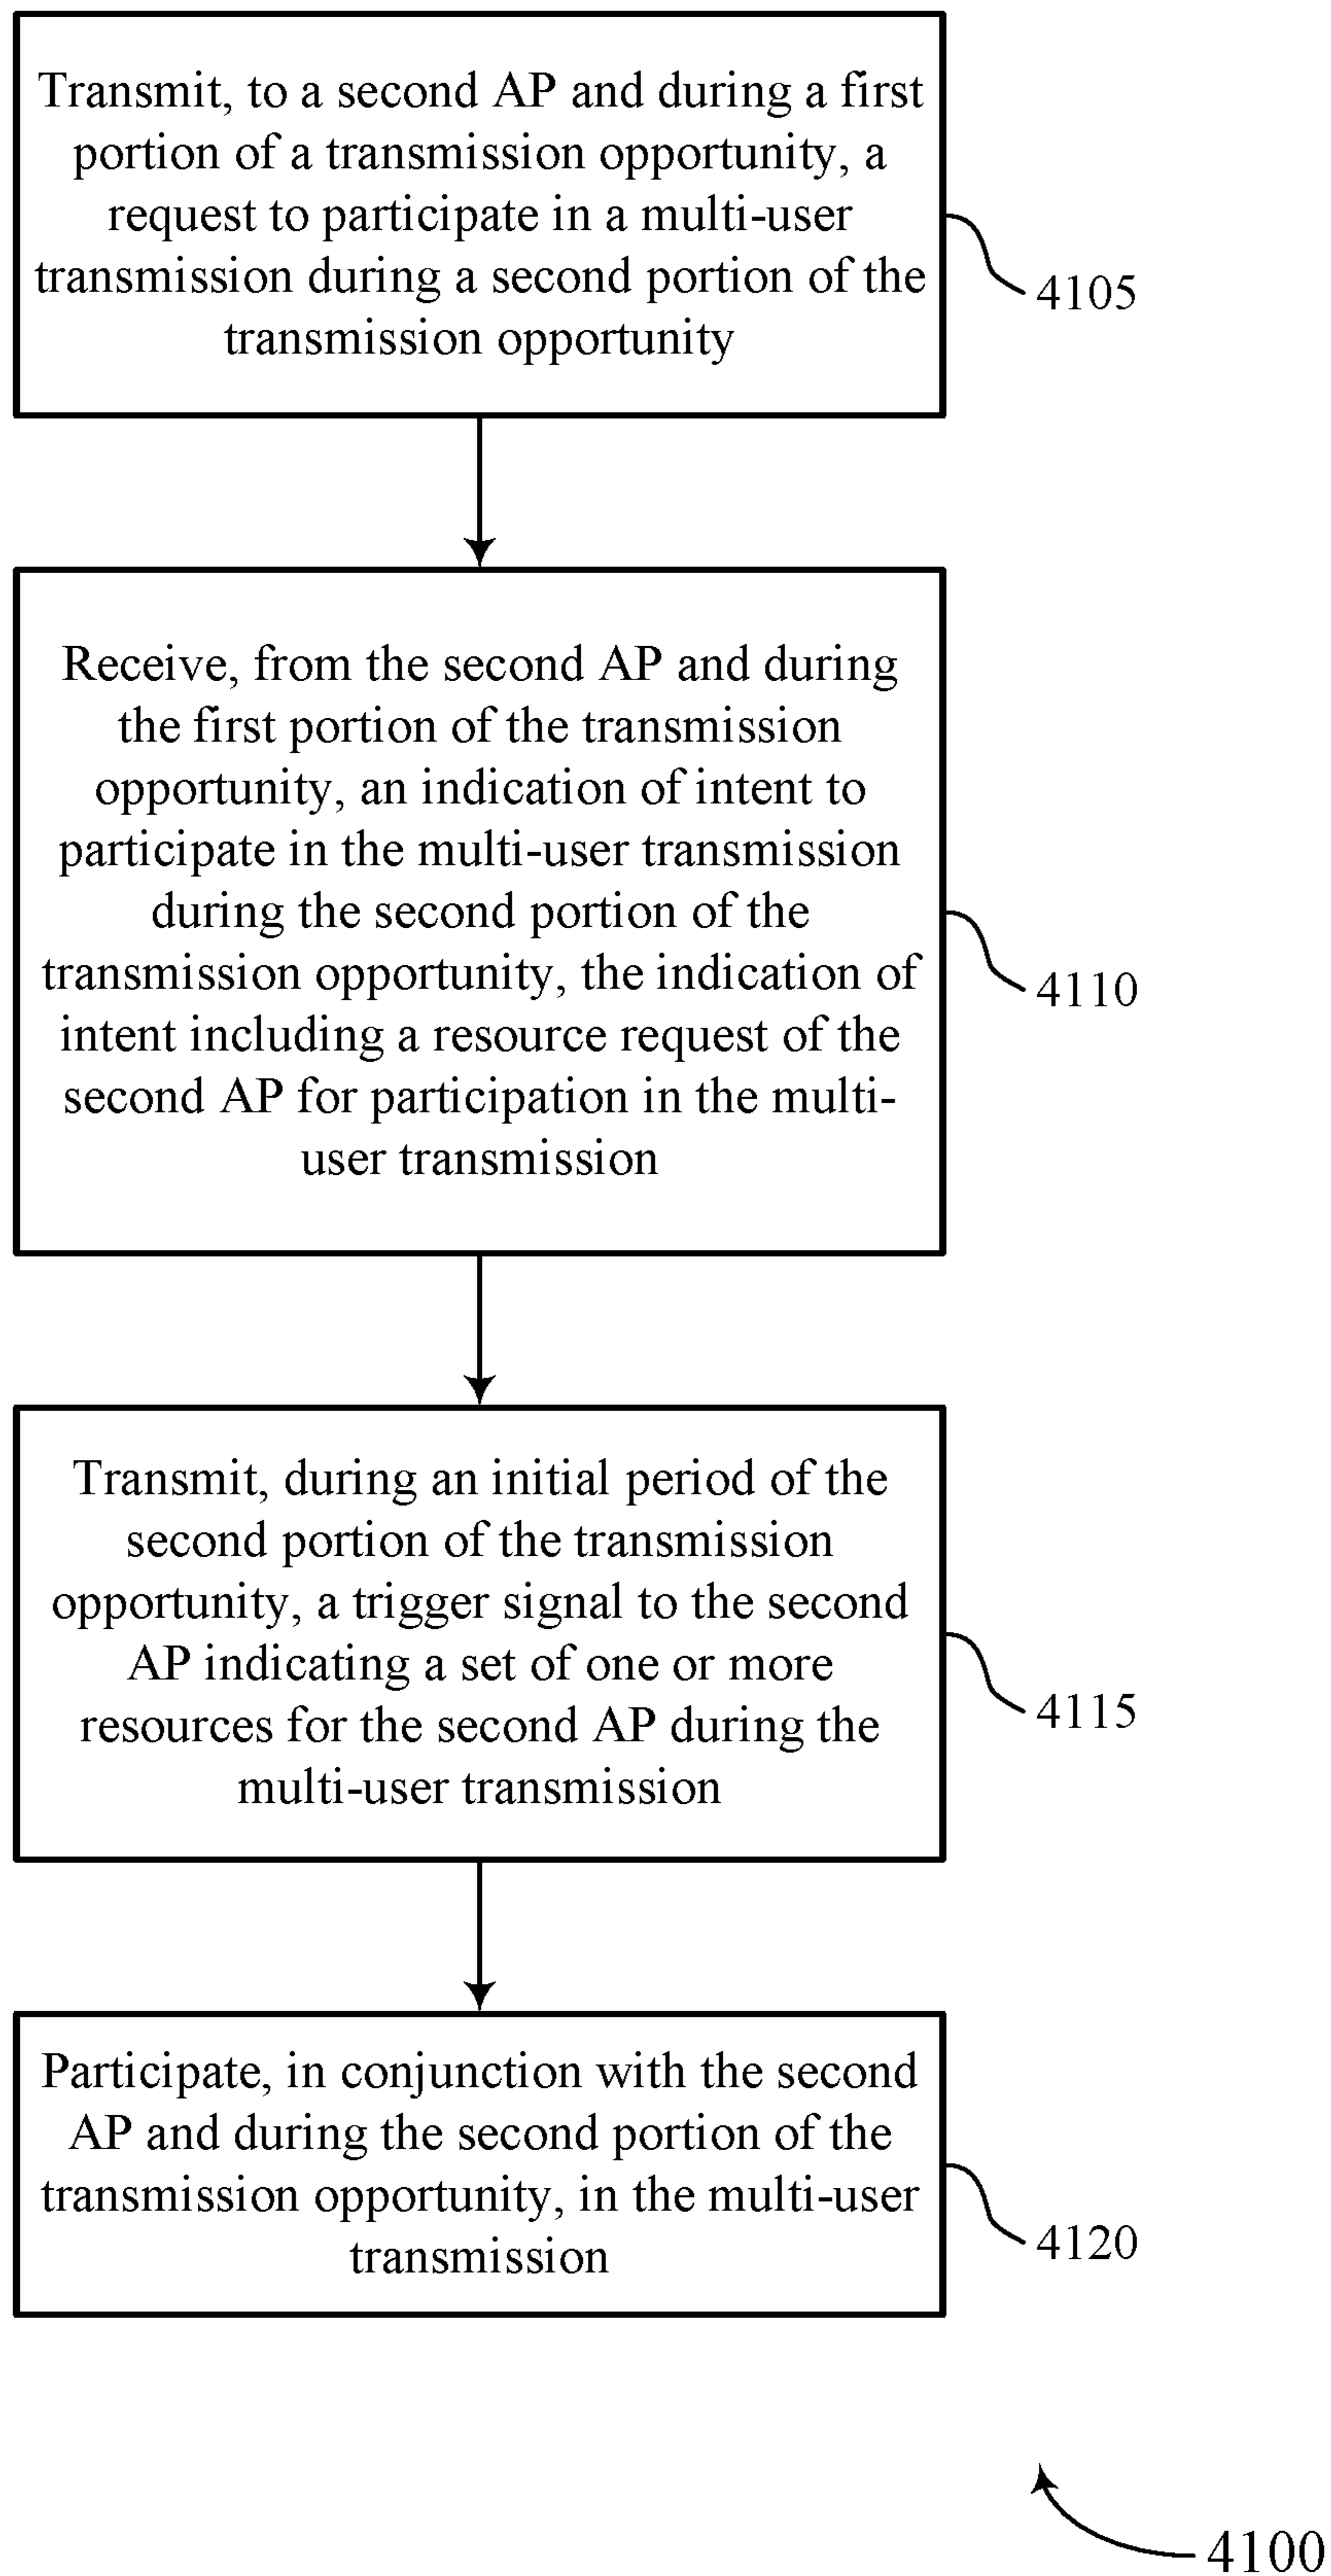 Transmit, to a second AP and during a first
portion of a transmission opportunity, a
request to participate in a multi-user
transmission during a second portion of the
transmission opportunity
4105
Receive, from the second AP and during
the first portion of the transmission
opportunity, an indication of intent to
participate in the multi-user transmission
during the second portion of the
transmission opportunity, the indication of
intent including a resource request of the
second AP for participation in the multi-
user transmission
4110
Transmit, during an initial period of the
second portion of the transmission
opportunity, a trigger signal to the second
AP indicating a set of one or more
resources for the second AP during the
multi-user transmission
4115
Participate, in conjunction with the second
AP and during the second portion of the
transmission opportunity, in the multi-user
transmission
4120
4100